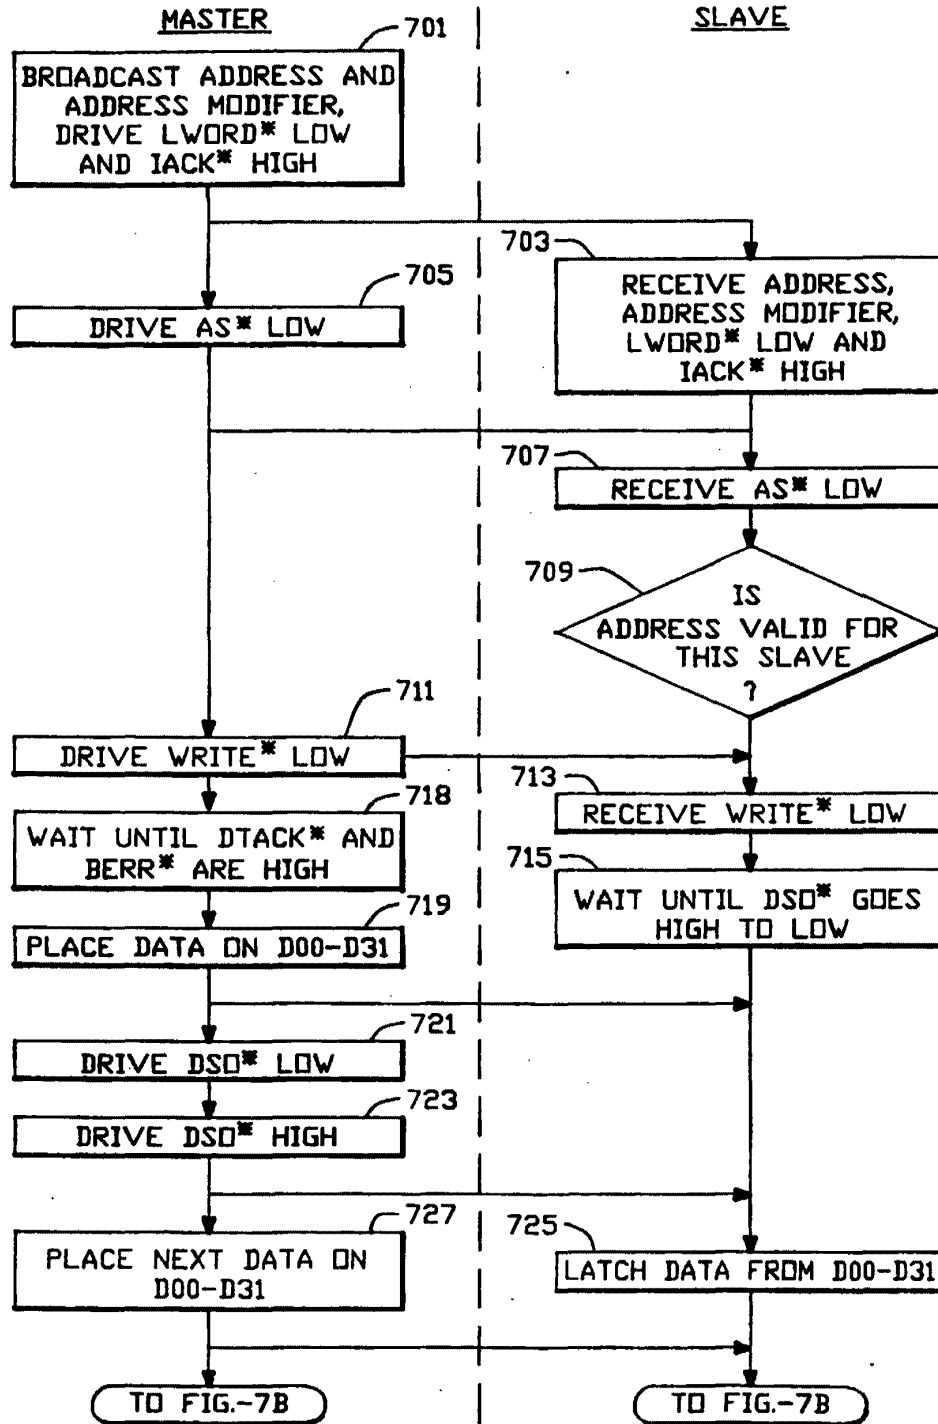 MASTER
SLAVE
701
BROADCAST ADDRESS AND
ADDRESS MODIFIER,
DRIVE LWORD* LOW
AND IACK* HIGH
703
RECEIVE ADDRESS,
ADDRESS MODIFIER,
LWORD* LOW AND
IACK* HIGH
705
DRIVE AS* LOW
707
RECEIVE AS* LOW
709
IS
ADDRESS VALID FOR
THIS SLAVE
?
711
DRIVE WRITE* LOW
713
RECEIVE WRITE* LOW
718
WAIT UNTIL DTACK* AND
BERR* ARE HIGH
715
WAIT UNTIL DSO* GOES
HIGH TO LOW
719
PLACE DATA ON D00-D31
721
DRIVE DSO* LOW
723
DRIVE DSO* HIGH
727
PLACE NEXT DATA ON
D00-D31
725
LATCH DATA FROM D00-D31
TO FIG.-7B
TO FIG.-7B